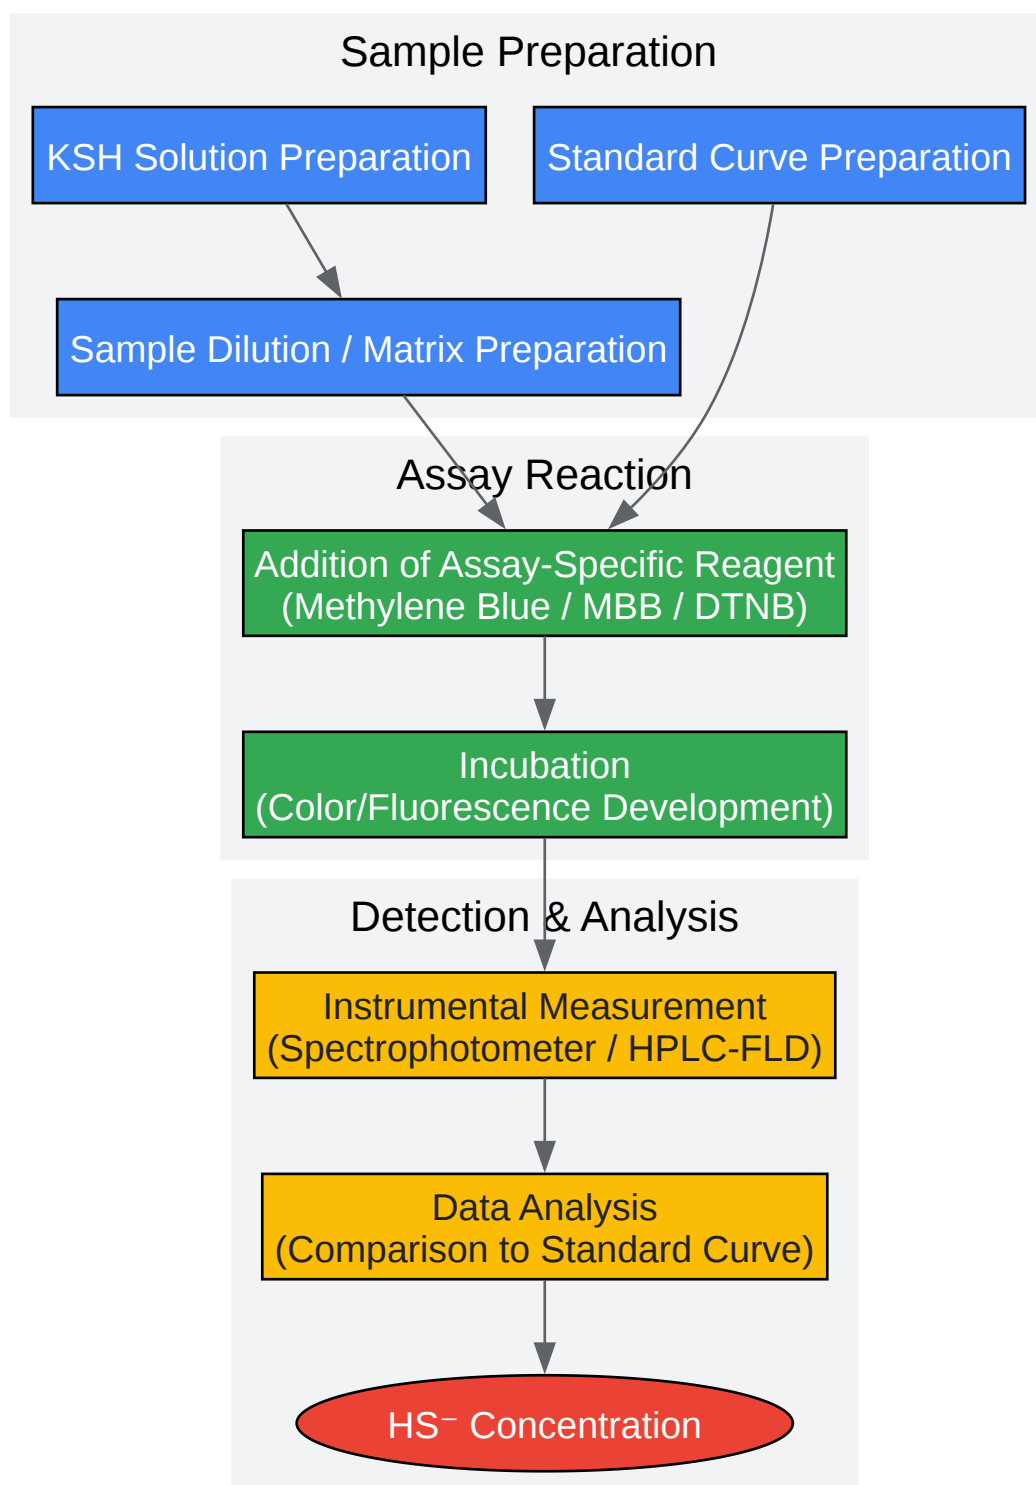 Sample Preparation
KSH Solution Preparation
Standard Curve Preparation
Sample Dilution / Matrix Preparation
Assay Reaction
Addition of Assay-Specific Reagent
(Methylene Blue / MBB / DTNB)
Incubation
(Color/Fluorescence Development)
Detection & Analysis
Instrumental Measurement
(Spectrophotometer / HPLC-FLD)
Data Analysis
(Comparison to Standard Curve)
HS⁻ Concentration